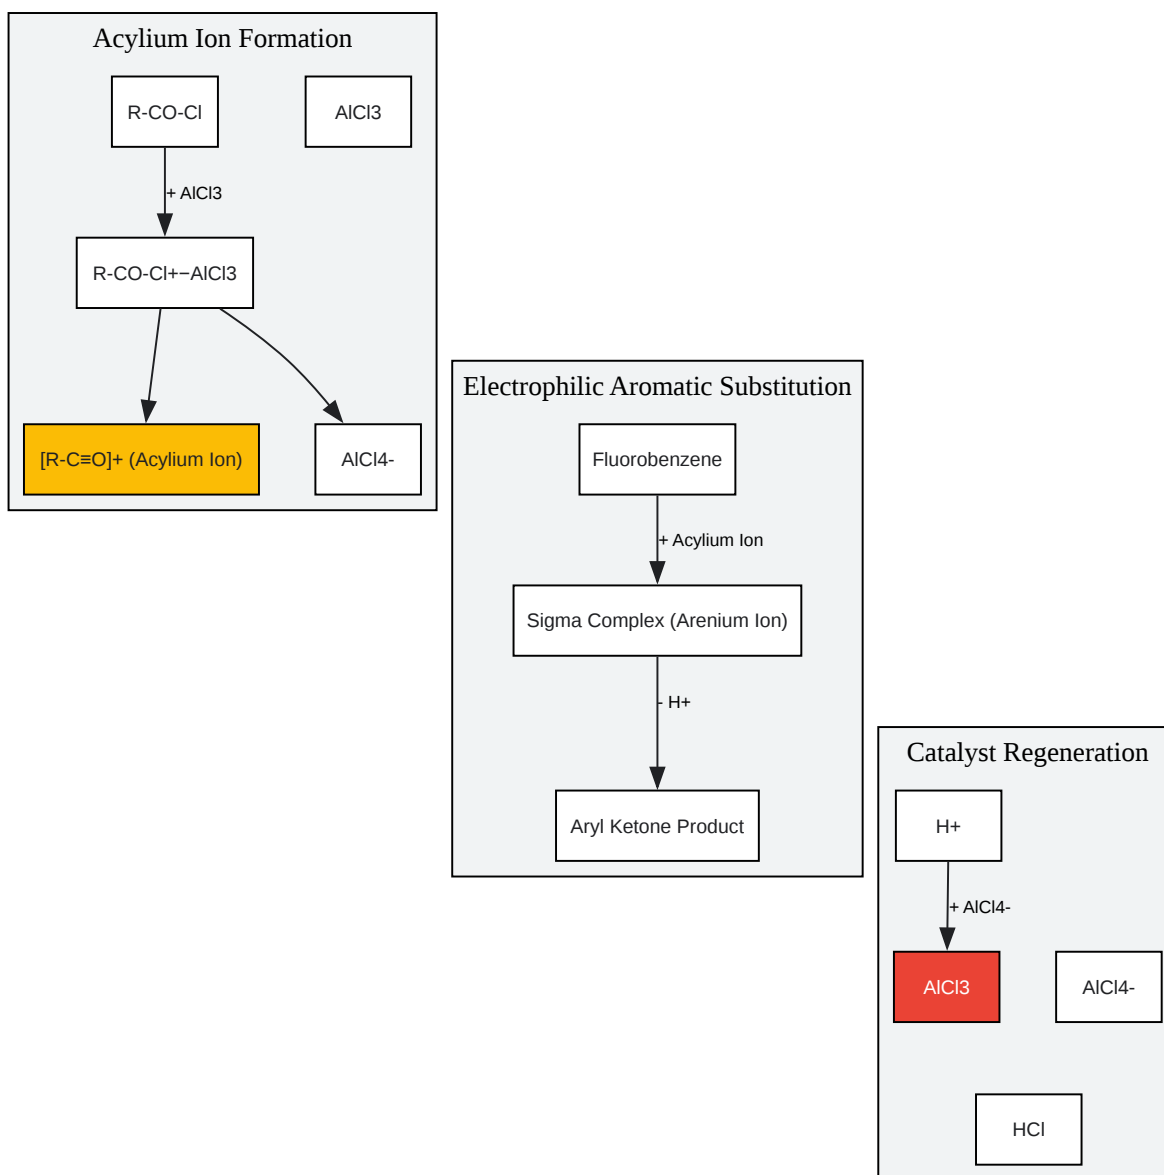 Acylium Ion Formation
R-CO-Cl
AlCl3
+ AlCl3
R-CO-Cl+−AlCl3
[R-C≡O]+ (Acylium Ion)
AlCl4-
Electrophilic Aromatic Substitution
Fluorobenzene
+ Acylium Ion
Sigma Complex (Arenium Ion)
- H+
Aryl Ketone Product
Catalyst Regeneration
H+
+ AlCl4-
AlCl3
AlCl4-
HCl